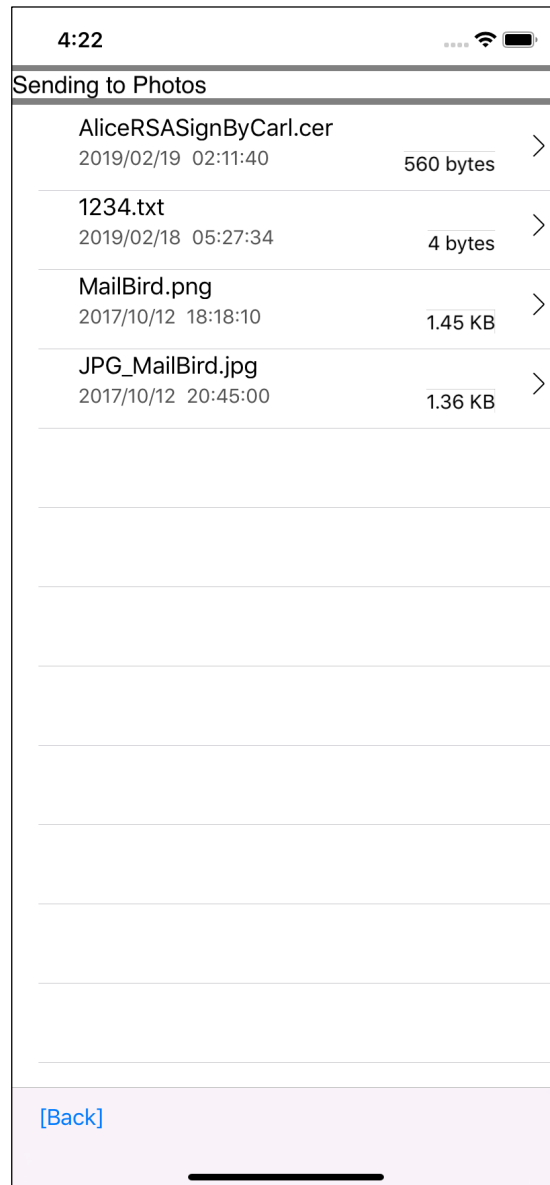 4:22
Sending to Photos
AliceRSASignByCarl.cer
2019/02/19  02:11:40
560 bytes
1234.txt
2019/02/18  05:27:34
4 bytes
MailBird.png
2017/10/12  18:18:10
1.45 KB
JPG_MailBird.jpg
2017/10/12  20:45:00
1.36 KB
[Back]